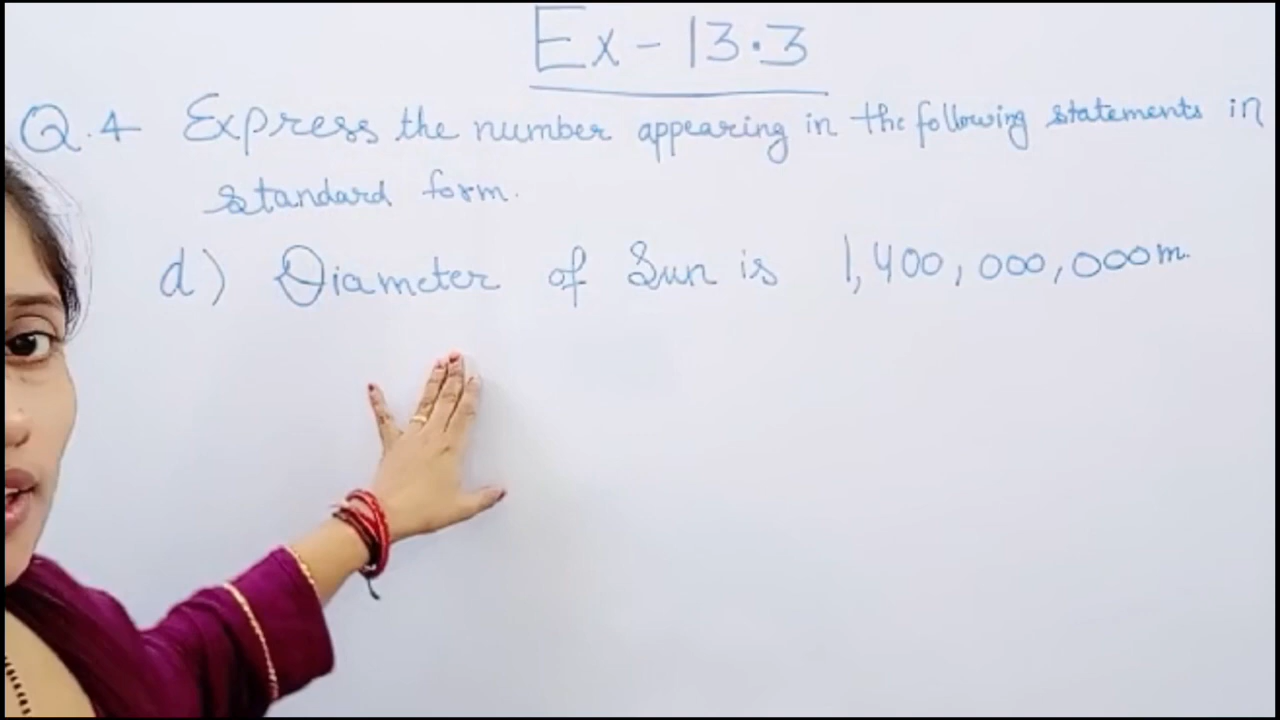 Ex-13.3
Q.4 Express the number appearing in the following statements in
standard form.
d) Diameter of Sun is 1,400,000,000m.